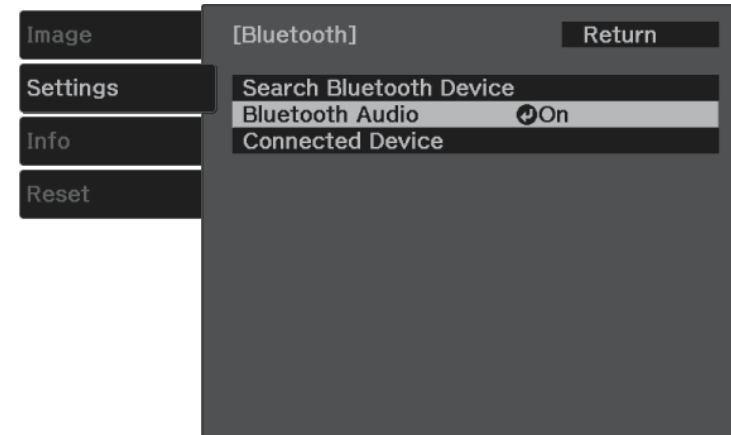 Image
Settings
Info
Reset
[Bluetooth]
Return
Search Bluetooth Device
Bluetooth Audio On
Connected Device